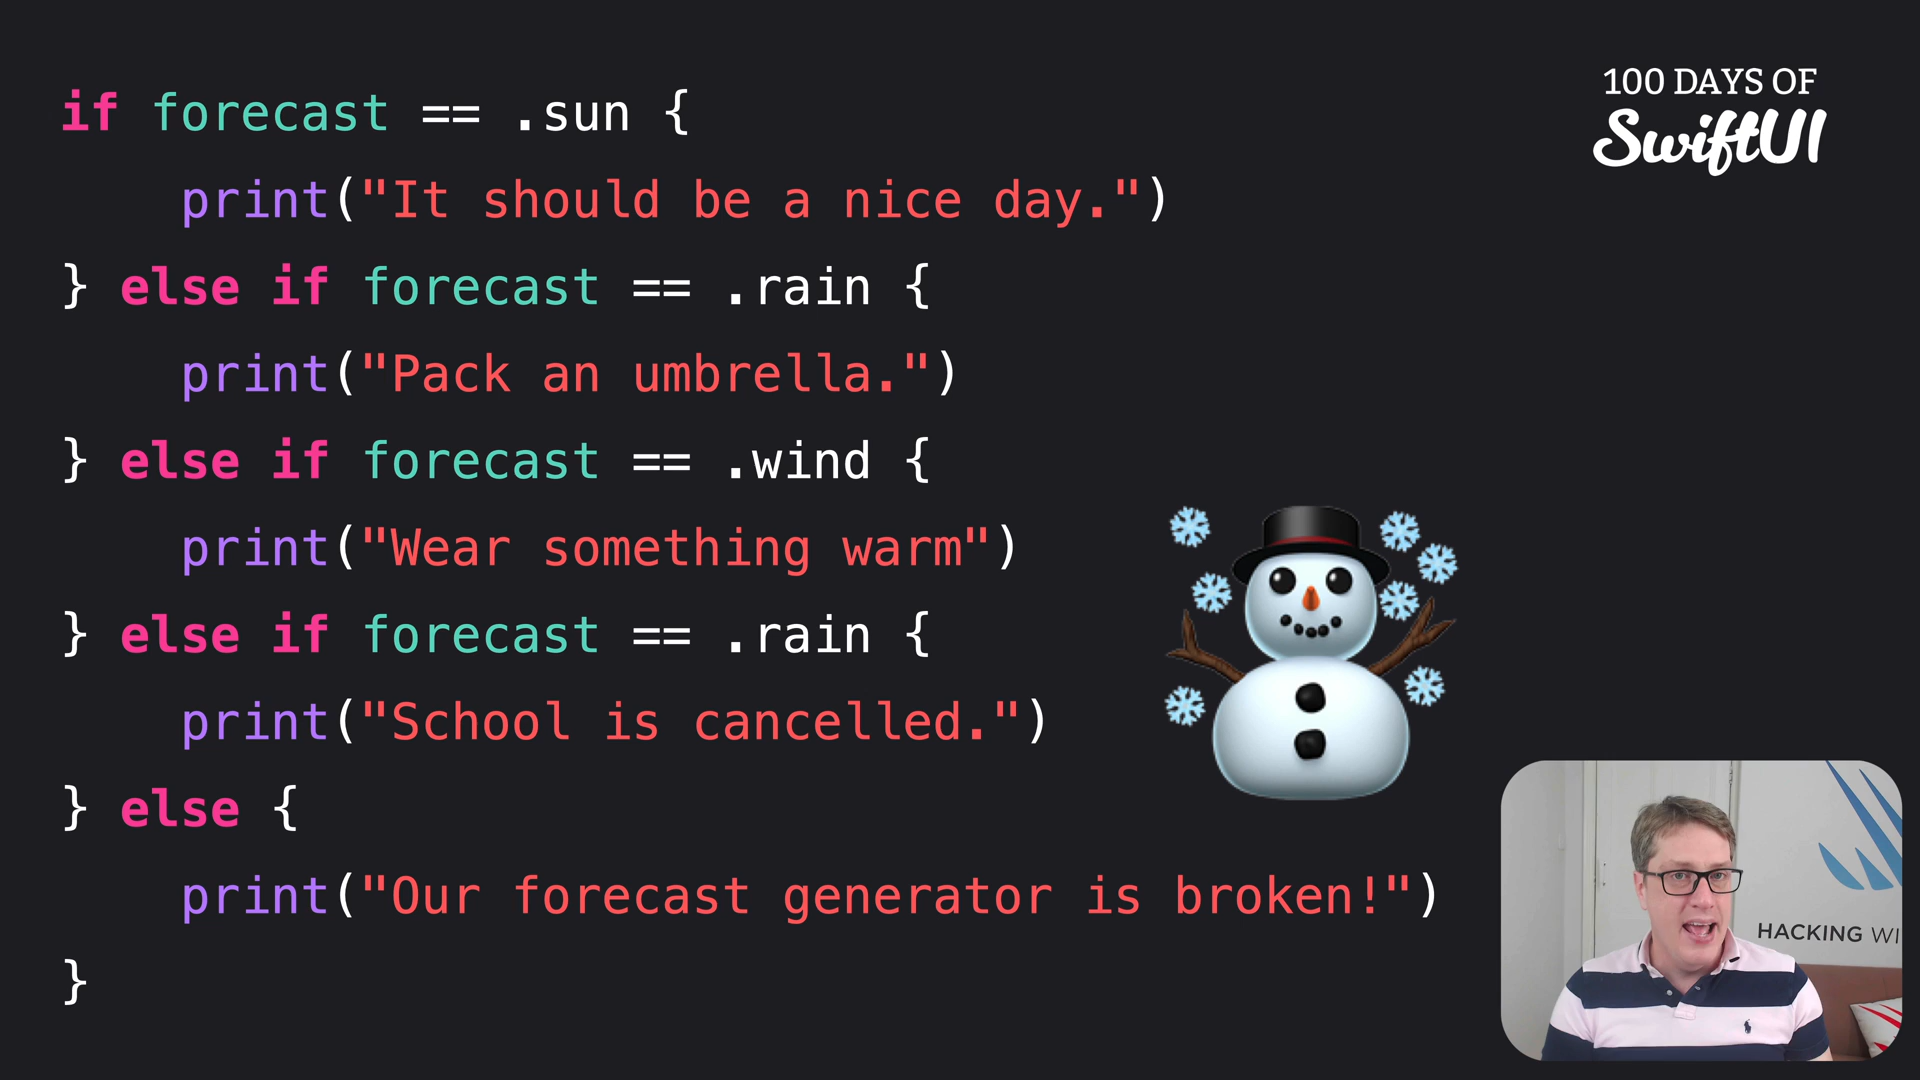 if forecast == .sun {
    print("It should be a nice day.")
} else if forecast == .rain {
    print("Pack an umbrella.")
} else if forecast == .wind {
    print("Wear something warm")
} else if forecast == .rain {
    print("School is cancelled.")
} else {
    print("Our forecast generator is broken!")
}
100 DAYS OF
SwiftUI
HACKING WI